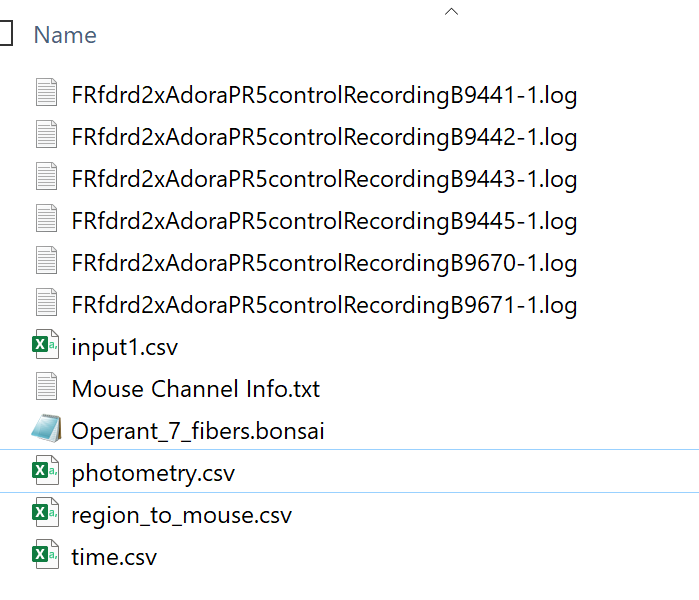 Name
FRfdrd2xAdoraPR5controlRecordingB9441-1.log
FRfdrd2xAdoraPR5controlRecordingB9442-1.log
FRfdrd2xAdoraPR5controlRecordingB9443-1.log
FRfdrd2xAdoraPR5controlRecordingB9445-1.log
FRfdrd2xAdoraPR5controlRecordingB9670-1.log
FRfdrd2xAdoraPR5controlRecordingB9671-1.log
input1.csv
Mouse Channel Info.txt
Operant_7_fibers.bonsai
photometry.csv
region_to_mouse.csv
time.csv